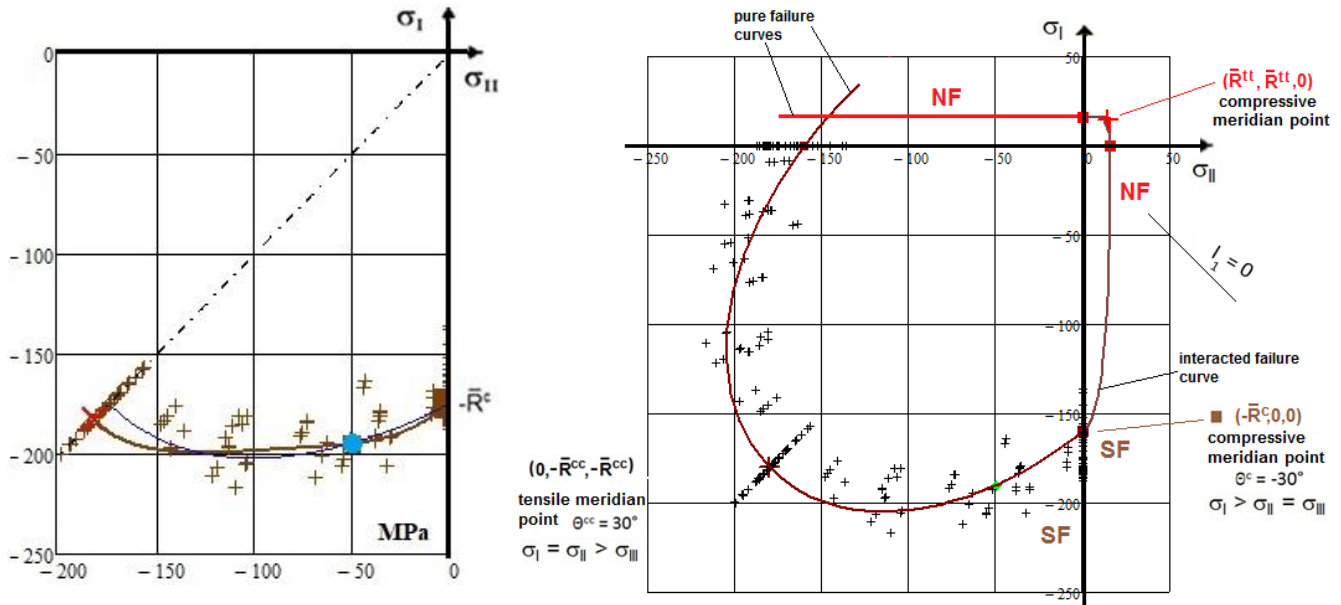 σI
0
σII
−50
−100
−150
-R̄ᶜ
−200
MPa
−250
−200
−150
−100
−50
0
pure failure
curves
σI
50
NF
(R̄ᵗᵗ, R̄ᵗᵗ,0)
compressive
meridian point
−250
−200
−150
−100
−50
0
50
σII
NF
−50
I1 = 0
−100
interacted failure
curve
−150
(-R̄ᶜ,0,0)
SF
compressive
meridian point
Θᶜ = -30°
σI > σII = σIII
(0,-R̄ᶜᶜ,-R̄ᶜᶜ)
tensile meridian
point Θᶜᶜ = 30°
σI = σII > σIII
−200
SF
−250